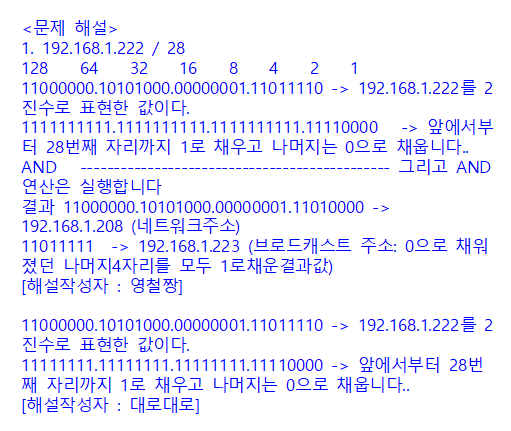 <문제 해설>
1. 192.168.1.222 / 28
128 64 32 16 8 4 2 1
11000000.10101000.00000001.11011110 -> 192.168.1.222를 2
진수로 표현한 값이다.
1111111111.1111111111.1111111111.11110000 -> 앞에서부
터 28번째 자리까지 1로 채우고 나머지는 0으로 채웁니다..
AND --------------------------------------------- 그리고 AND
연산은 실행합니다
결과 11000000.10101000.00000001.11010000 ->
192.168.1.208 (네트워크주소)
11011111 -> 192.168.1.223 (브로드캐스트 주소: 0으로 채워
졌던 나머지4자리를 모두 1로채운결과값)
[해설작성자 : 영철짱]

11000000.10101000.00000001.11011110 -> 192.168.1.222를 2
진수로 표현한 값이다.
11111111.11111111.11111111.11110000 -> 앞에서부터 28번
째 자리까지 1로 채우고 나머지는 0으로 채웁니다..
[해설작성자 : 대로대로]